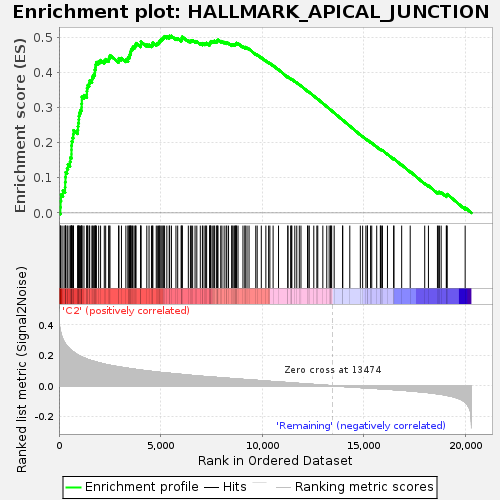 Enrichment plot: HALLMARK_APICAL_JUNCTION
Enrichment score (ES)
0.5
0.4
0.3
0.2
0.1
0.0
'C2' (positively correlated)
Ranked list metric (Signal2Noise)
0.4
0.2
0.0
-0.2
Zero cross at 13474
'Remaining' (negatively correlated)
0
5,000
10,000
15,000
20,000
Rank in Ordered Dataset
Enrichment profile
Hits
Ranking metric scores